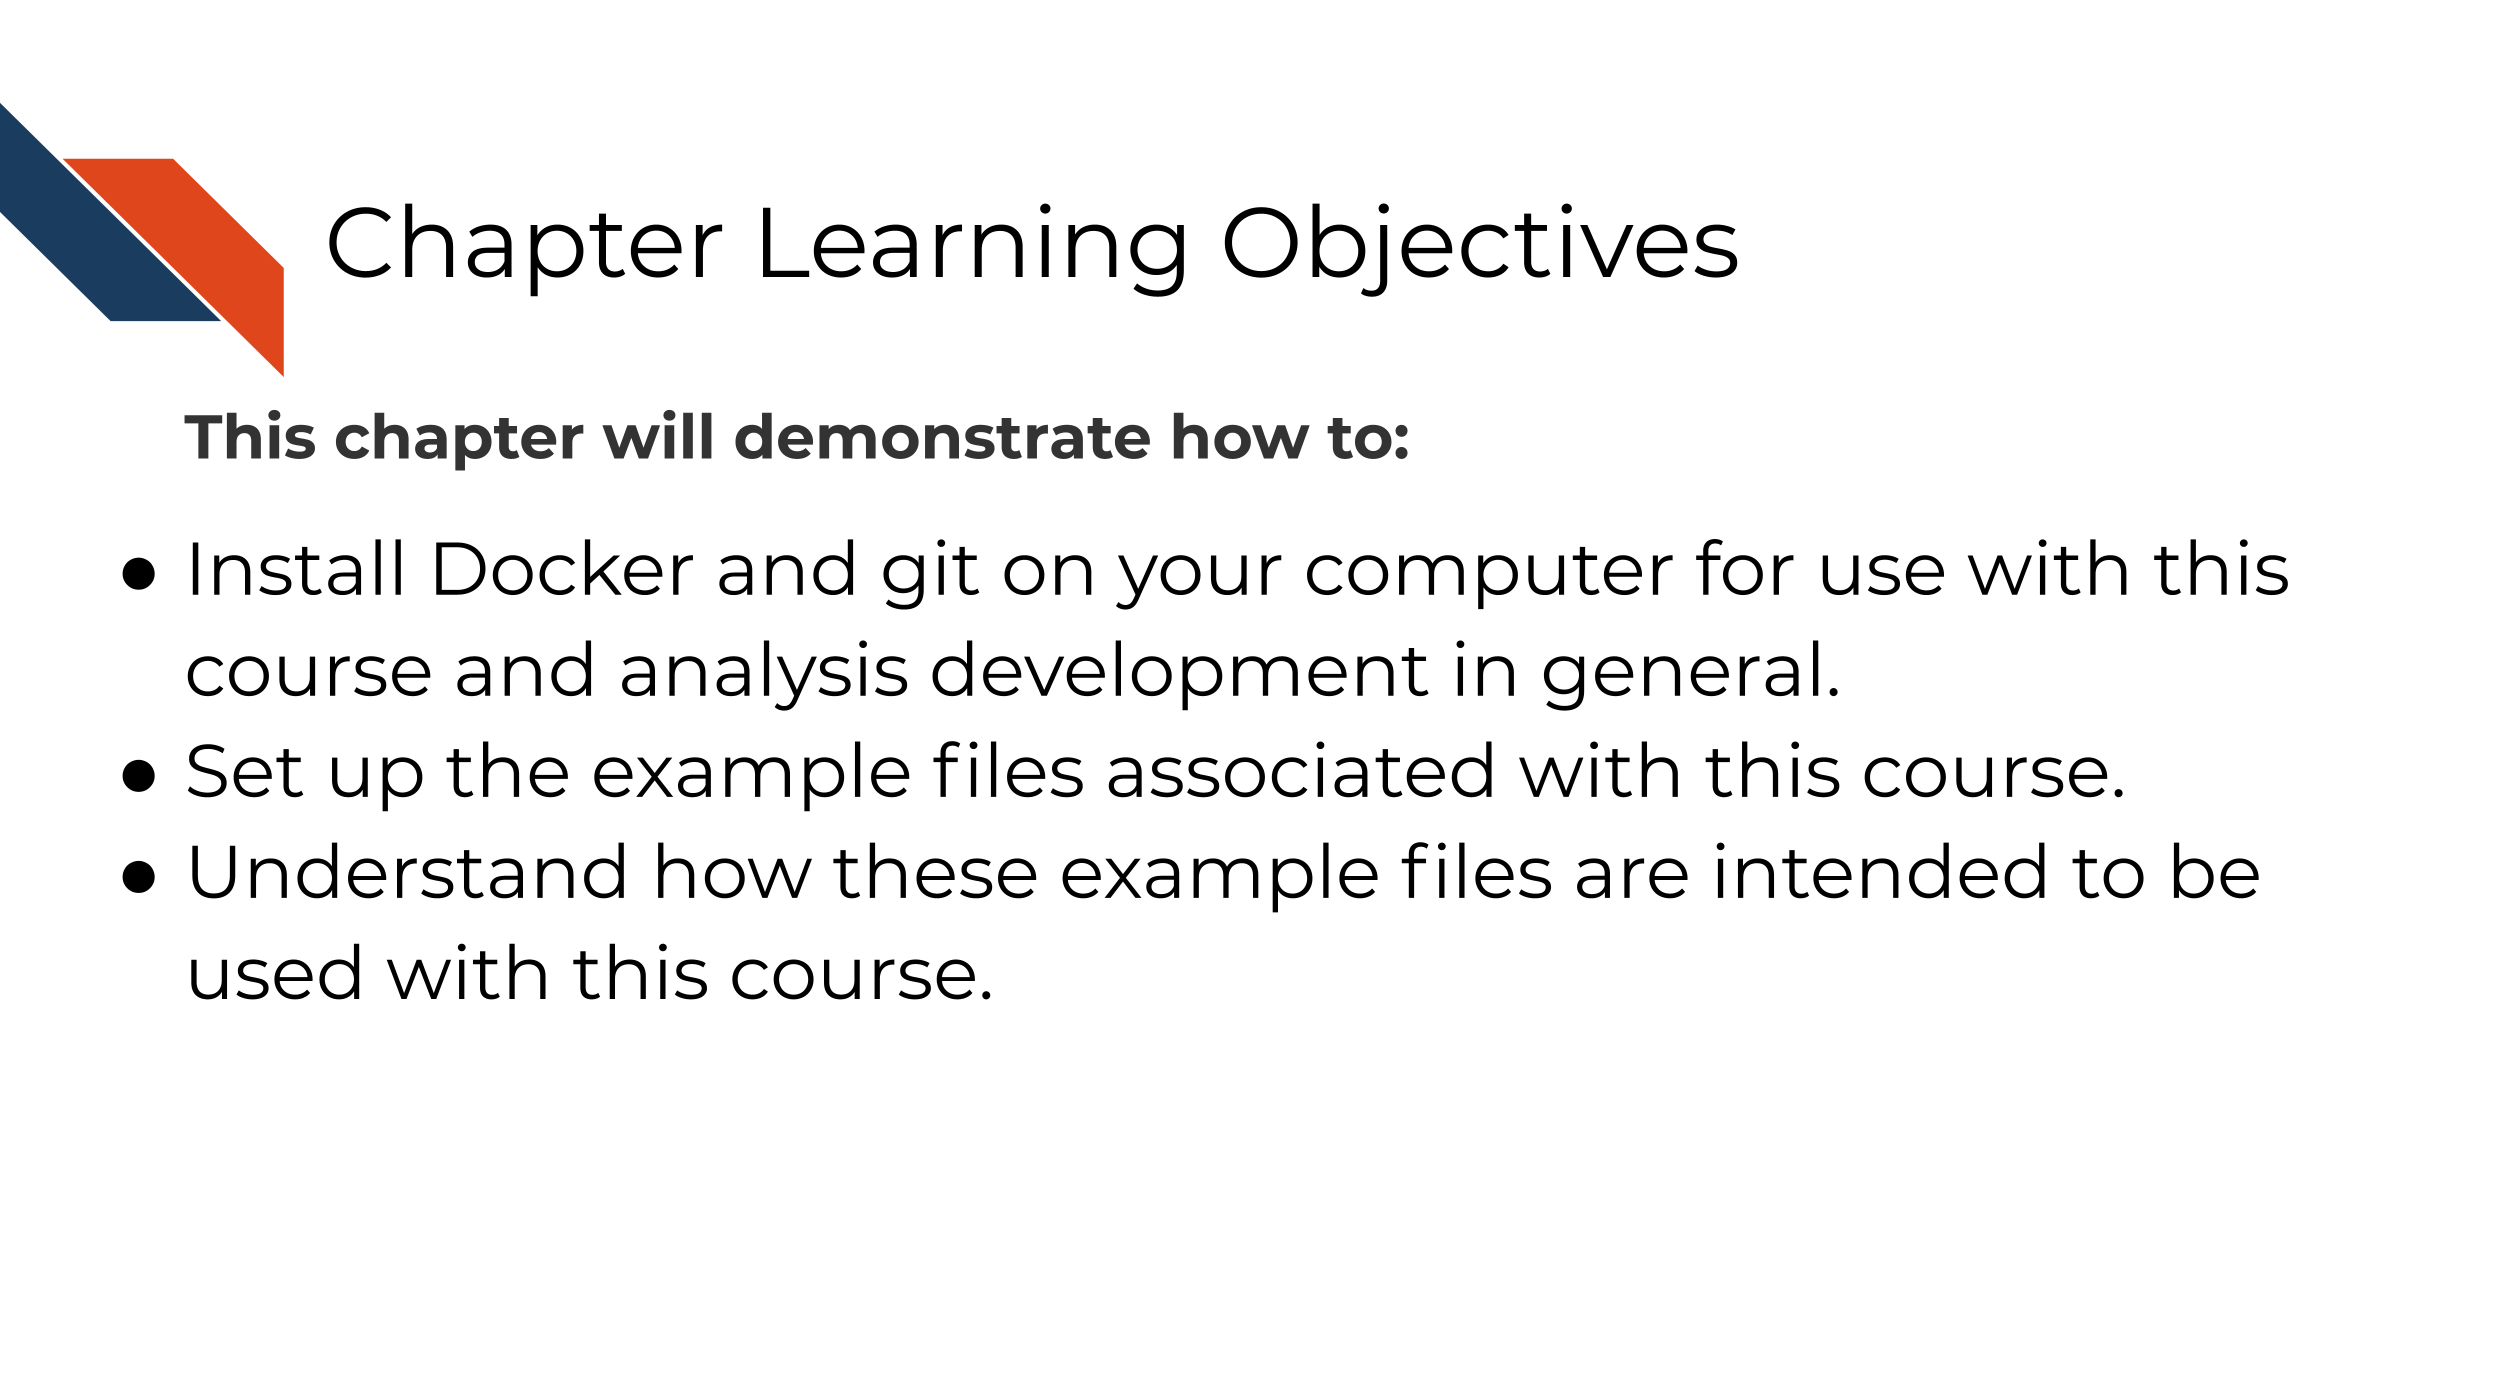 Chapter Learning Objectives
This chapter will demonstrate how to:
● Install Docker and git on your computer for use with this
course and analysis development in general.
● Set up the example files associated with this course.
● Understand how the these example files are intended to be
used with this course.